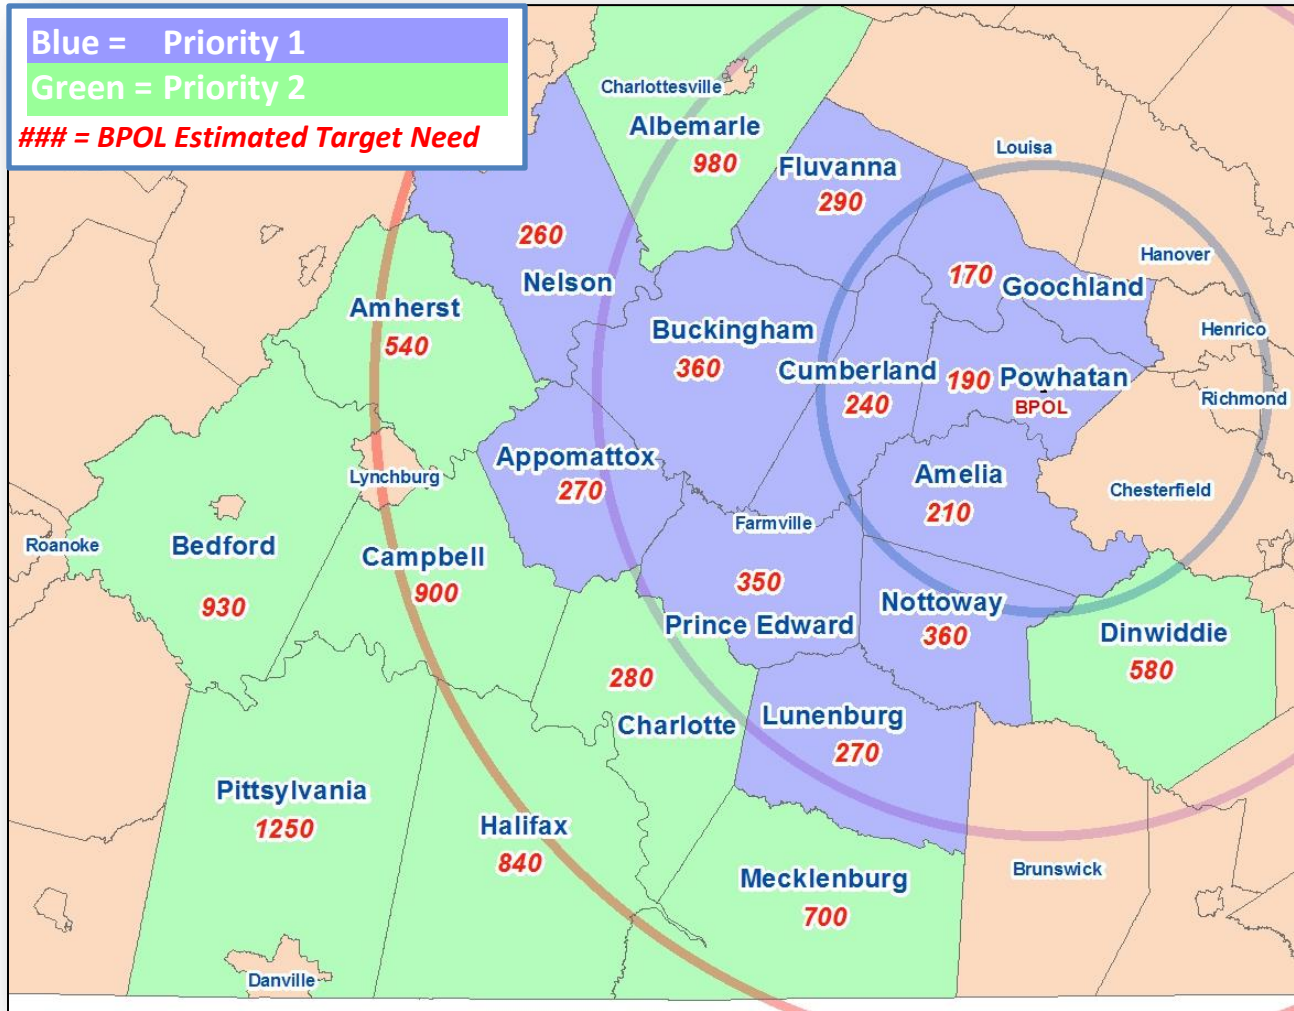 Blue = Priority 1
Green = Priority 2
### = BPOL Estimated Target Need
Charlottesville
Albemarle
980
Fluvanna
290
Louisa
260
Nelson
170
Goochland
Hanover
Amherst
540
Buckingham
360
Henrico
Cumberland
240
190 Powhatan
BPOL
Richmond
Appomattox
270
Lynchburg
Amelia
210
Chesterfield
Farmville
Roanoke
Bedford
930
Campbell
900
350
Prince Edward
Nottoway
360
Dinwiddie
580
280
Charlotte
Lunenburg
270
Pittsylvania
1250
Halifax
840
Mecklenburg
700
Brunswick
Danville